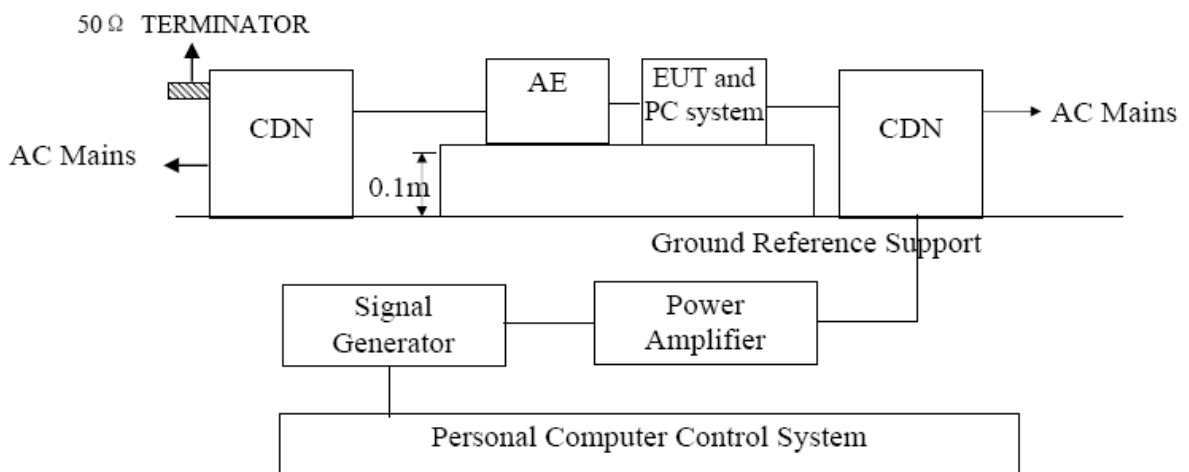 50Ω TERMINATOR
AE
EUT and
PC system
CDN
CDN
AC Mains
AC Mains
0.1m
Ground Reference Support
Signal
Generator
Power
Amplifier
Personal Computer Control System